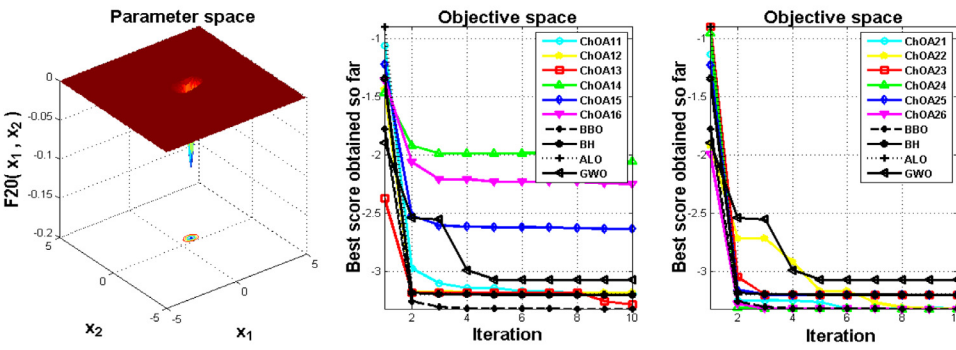 Parameter space
F20( x₁ , x₂ )
0
-0.05
-0.1
-0.15
-0.2
5
0
-5
x₂
-5
0
5
x₁
Objective space
Best score obtained so far
-1
-1.5
-2
-2.5
-3
2
4
6
8
10
Iteration
ChOA11
ChOA12
ChOA13
ChOA14
ChOA15
ChOA16
BBO
BH
ALO
GWO
Objective space
Best score obtained so far
-1
-1.5
-2
-2.5
-3
2
4
6
8
10
Iteration
ChOA21
ChOA22
ChOA23
ChOA24
ChOA25
ChOA26
BBO
BH
ALO
GWO